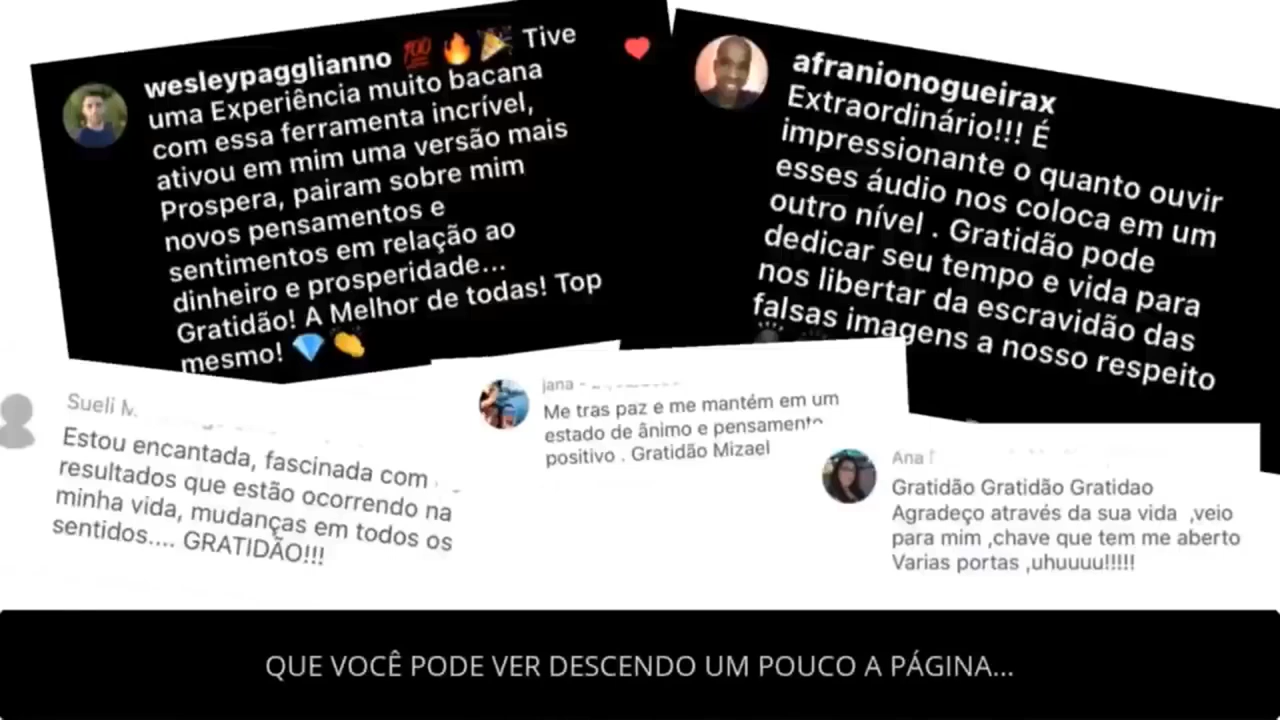 wesleypagglianno 💯🔥🎉 Tive
uma Experiência muito bacana
com essa ferramenta incrível,
ativou em mim uma versão mais
Prospera, pairam sobre mim
novos pensamentos e
sentimentos em relação ao
dinheiro e prosperidade...
Gratidão! A Melhor de todas! Top
mesmo! 💎👏
afranionogueirax
Extraordinário!!! É
impressionante o quanto ouvir
esses áudio nos coloca em um
outro nível . Gratidão pode
dedicar seu tempo e vida para
nos libertar da escravidão das
falsas imagens a nosso respeito
Sueli M.
Estou encantada, fascinada com
resultados que estão ocorrendo na
minha vida, mudanças em todos os
sentidos.... GRATIDÃO!!!
jana -
Me tras paz e me mantém em um
estado de ânimo e pensamento
positivo . Gratidão Mizael
Ana
Gratidão Gratidão Gratidao
Agradeço através da sua vida ,veio
para mim ,chave que tem me aberto
Varias portas ,uhuuuu!!!!!
QUE VOCÊ PODE VER DESCENDO UM POUCO A PÁGINA...